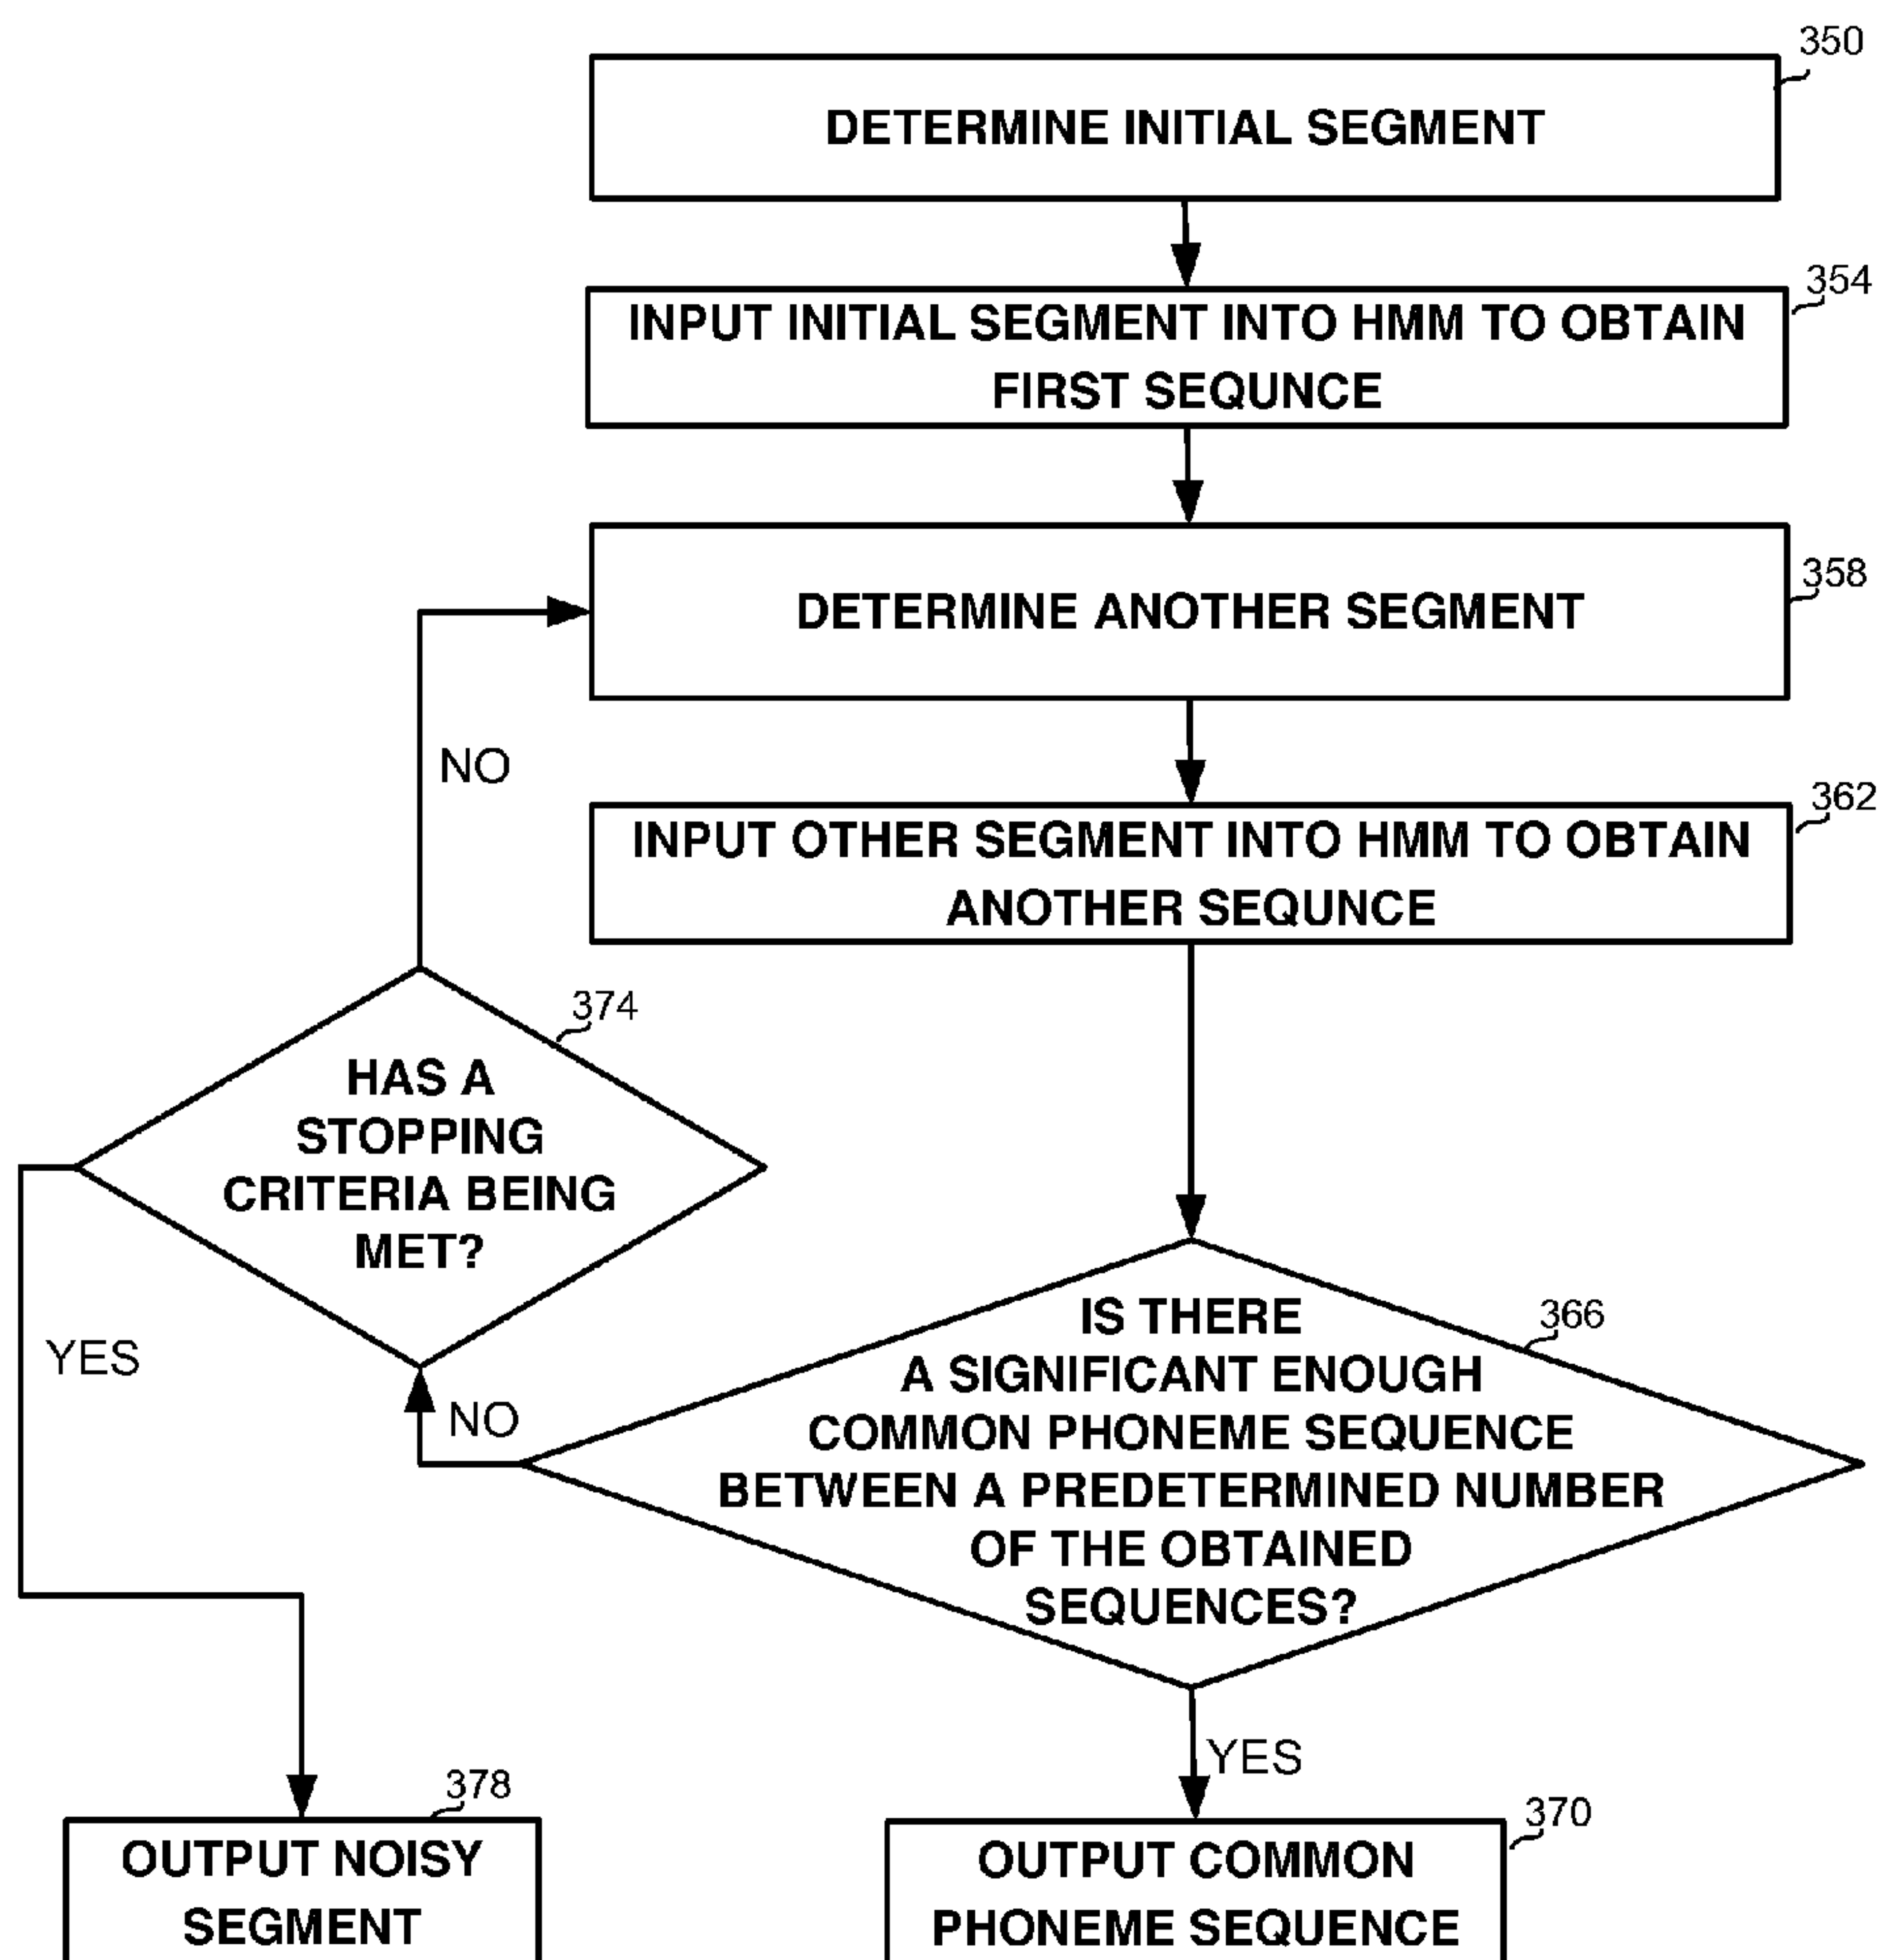 350
DETERMINE INITIAL SEGMENT
354
INPUT INITIAL SEGMENT INTO HMM TO OBTAIN
FIRST SEQUNCE
358
DETERMINE ANOTHER SEGMENT
NO
362
INPUT OTHER SEGMENT INTO HMM TO OBTAIN
ANOTHER SEQUNCE
374
HAS A
STOPPING
CRITERIA BEING
MET?
YES
NO
366
IS THERE
A SIGNIFICANT ENOUGH
COMMON PHONEME SEQUENCE
BETWEEN A PREDETERMINED NUMBER
OF THE OBTAINED
SEQUENCES?
YES
378
OUTPUT NOISY
SEGMENT
370
OUTPUT COMMON
PHONEME SEQUENCE